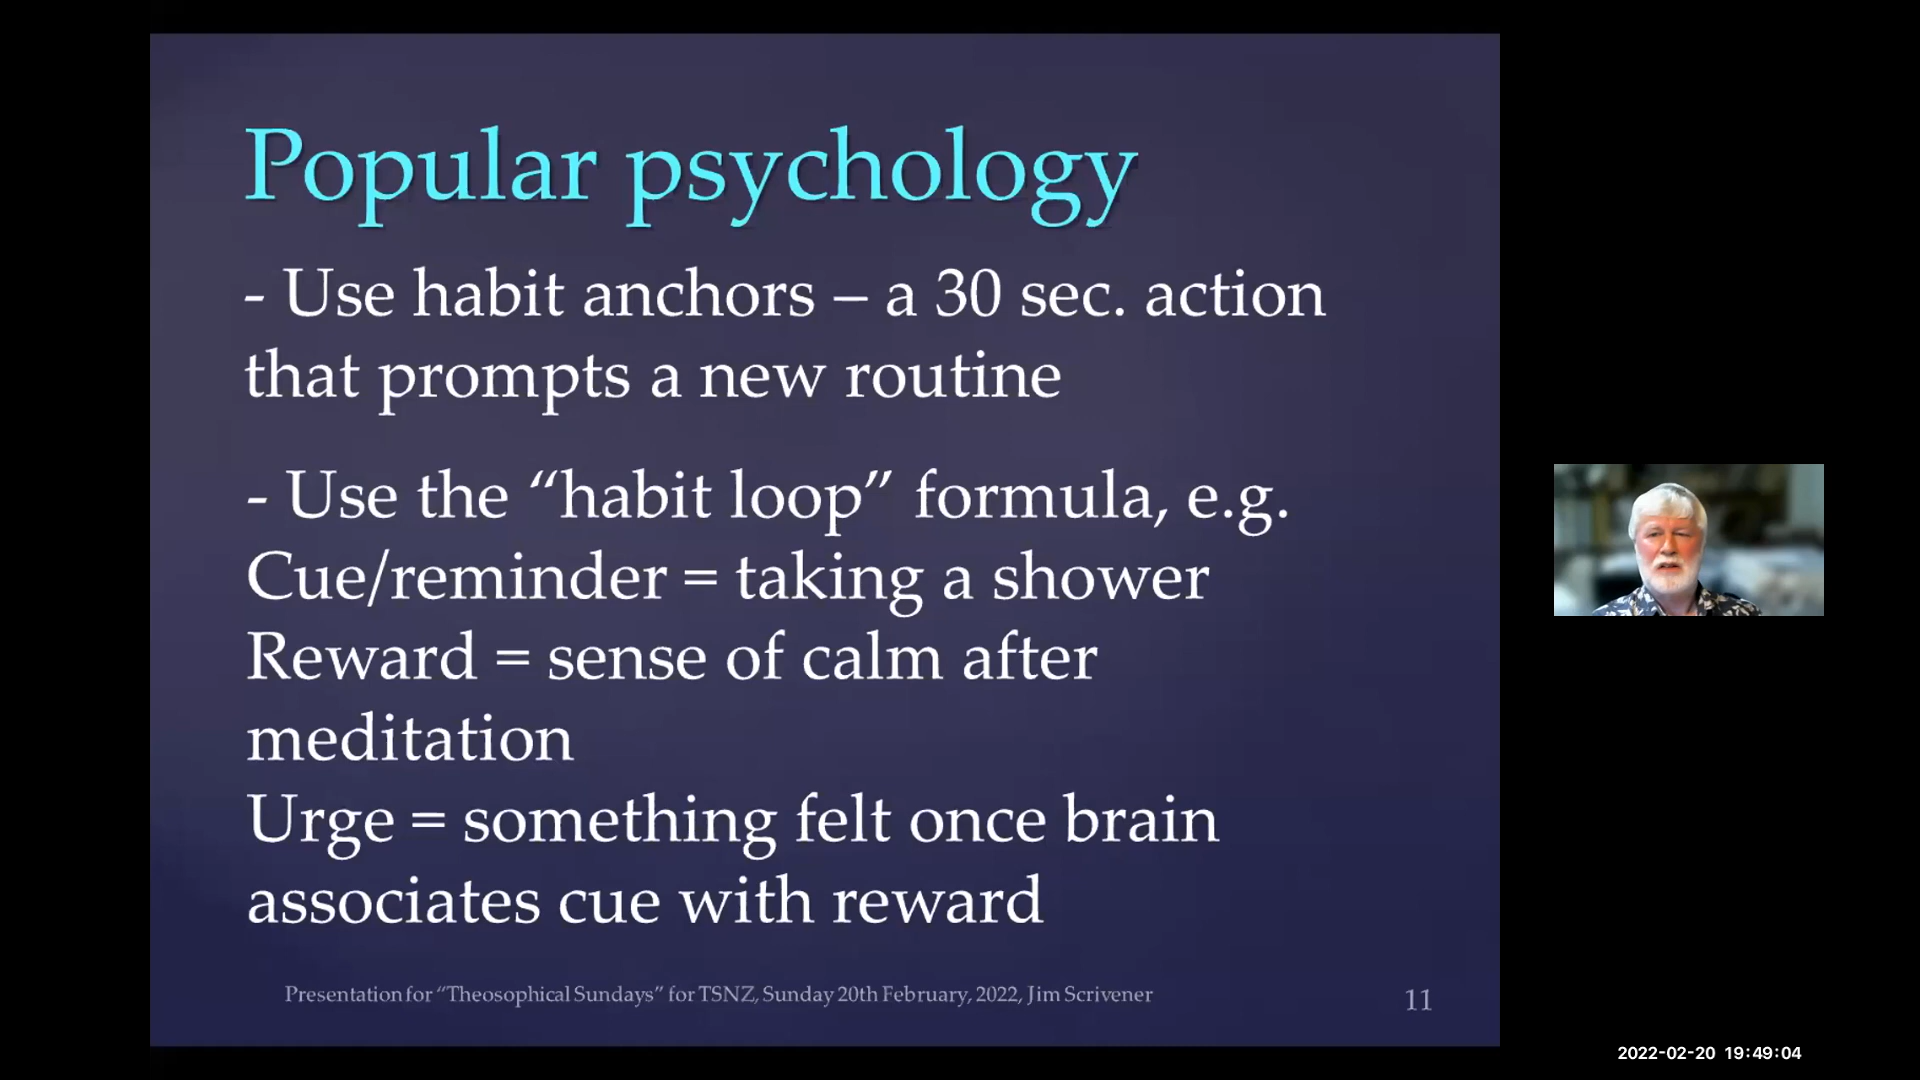 Popular psychology
- Use habit anchors – a 30 sec. action
that prompts a new routine
- Use the “habit loop” formula, e.g.
Cue/reminder = taking a shower
Reward = sense of calm after
meditation
Urge = something felt once brain
associates cue with reward
Presentation for “Theosophical Sundays” for TSNZ, Sunday 20th February, 2022, Jim Scrivener
11
2022-02-20 19:49:04